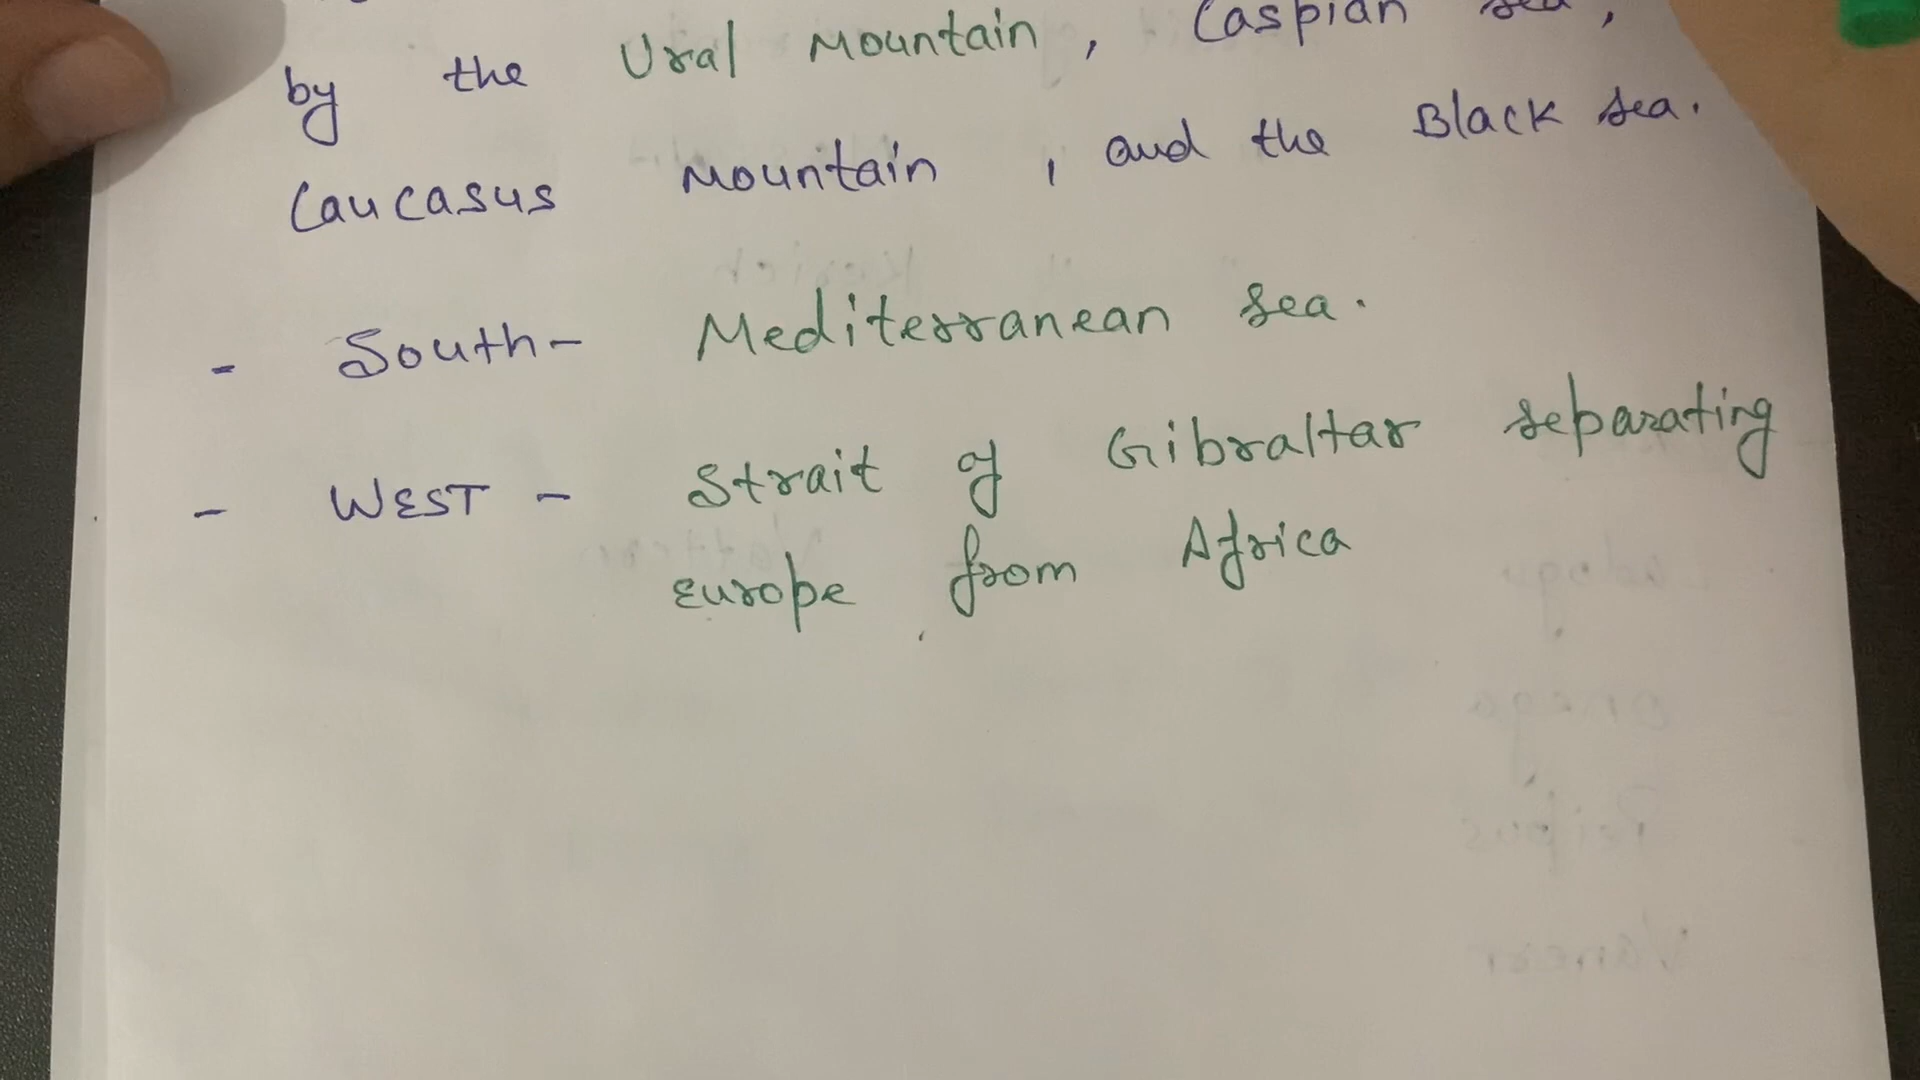 by the Ural Mountain, Caspian Sea,
Caucasus Mountain, and the Black Sea.
- South- Mediterranean Sea.
- WEST - Strait of Gibraltar separating
Europe from Africa